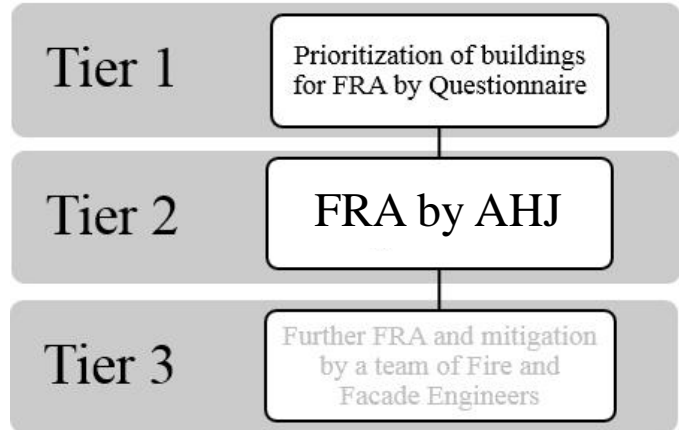 Tier 1
Prioritization of buildings
for FRA by Questionnaire
Tier 2
FRA by AHJ
Tier 3
Further FRA and mitigation
by a team of Fire and
Facade Engineers